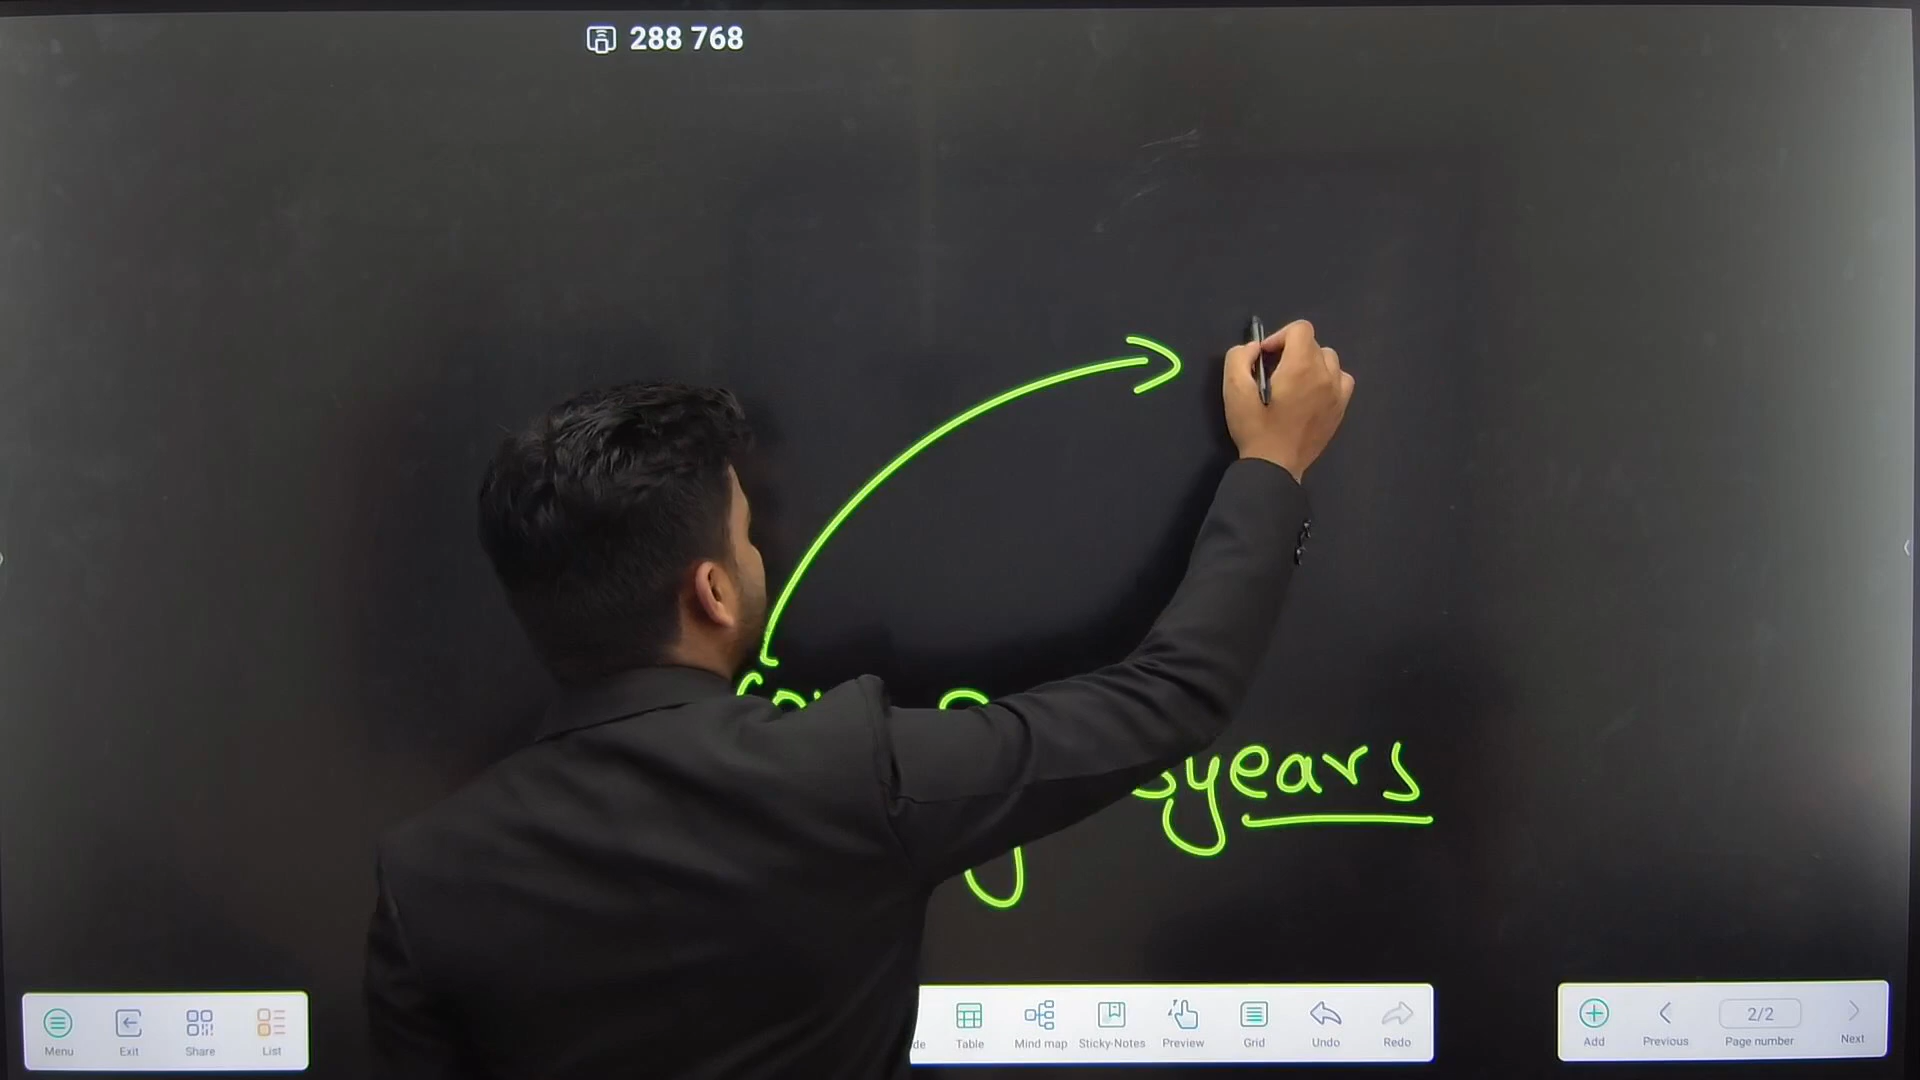 288 768
years
Menu Exit Share List Table Mind map Sticky-Notes Preview Grid Undo Redo Add Previous 2/2 Page number Next